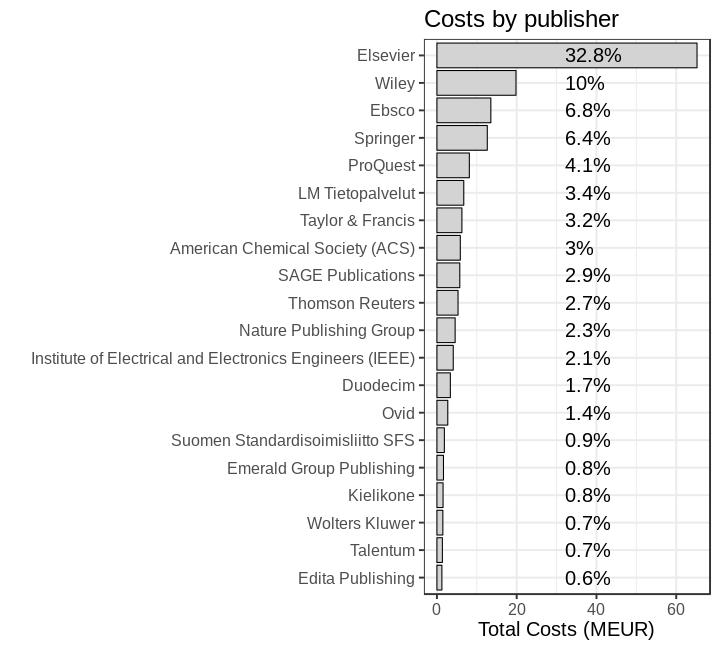 Costs by publisher
Elsevier 32.8%
Wiley 10%
Ebsco 6.8%
Springer 6.4%
ProQuest 4.1%
LM Tietopalvelut 3.4%
Taylor & Francis 3.2%
American Chemical Society (ACS) 3%
SAGE Publications 2.9%
Thomson Reuters 2.7%
Nature Publishing Group 2.3%
Institute of Electrical and Electronics Engineers (IEEE) 2.1%
Duodecim 1.7%
Ovid 1.4%
Suomen Standardisoimisliitto SFS 0.9%
Emerald Group Publishing 0.8%
Kielikone 0.8%
Wolters Kluwer 0.7%
Talentum 0.7%
Edita Publishing 0.6%
0 20 40 60
Total Costs (MEUR)